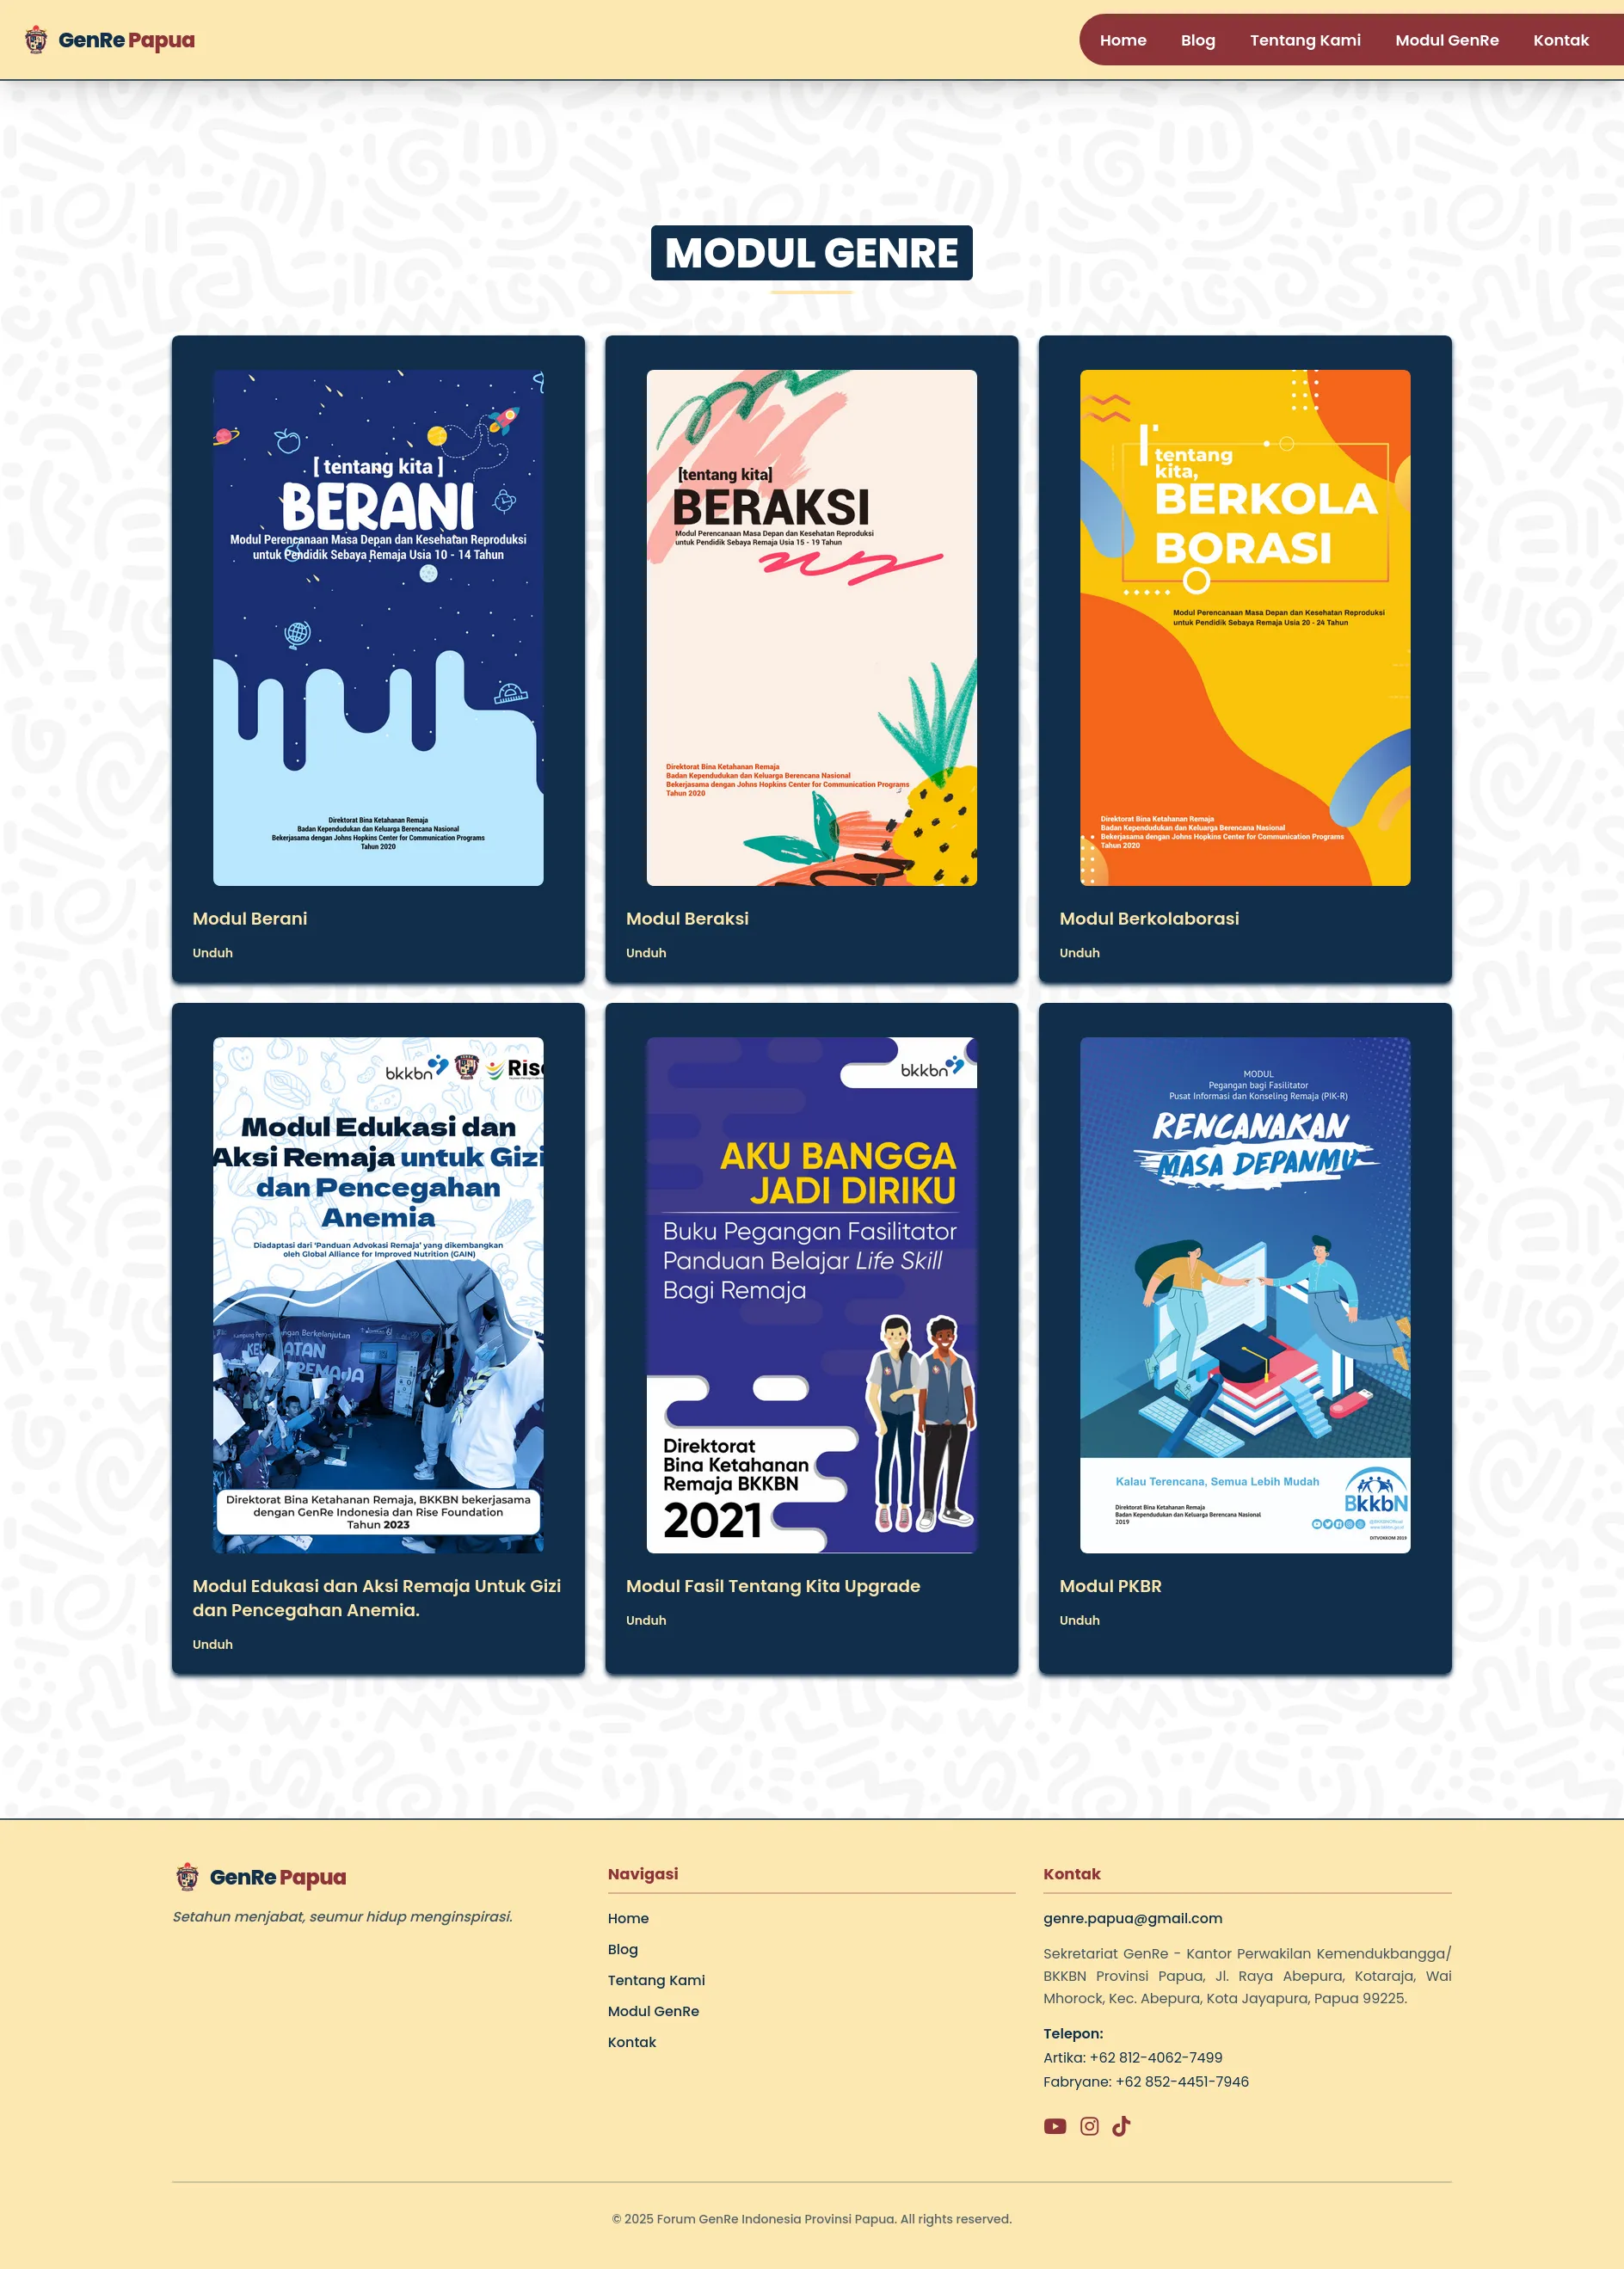 GenRe Papua
Home
Blog
Tentang Kami
Modul GenRe
Kontak
MODUL GENRE
[ tentang kita ]
BERANI
Modul Perencanaan Masa Depan dan Kesehatan Reproduksi
untuk Pendidik Sebaya Remaja Usia 10 - 14 Tahun
Direktorat Bina Ketahanan Remaja
Badan Kependudukan dan Keluarga Berencana Nasional
Bekerjasama dengan Johns Hopkins Center for Communication Programs
Tahun 2020
Modul Berani
Unduh
[tentang kita]
BERAKSI
Modul Perencanaan Masa Depan dan Kesehatan Reproduksi
untuk Pendidik Sebaya Remaja Usia 15 - 19 Tahun
Direktorat Bina Ketahanan Remaja
Badan Kependudukan dan Keluarga Berencana Nasional
Bekerjasama dengan Johns Hopkins Center for Communication Programs
Tahun 2020
Modul Beraksi
Unduh
tentang
kita,
BERKOLA
BORASI
Modul Perencanaan Masa Depan dan Kesehatan Reproduksi
untuk Pendidik Sebaya Remaja Usia 20 - 24 Tahun
Direktorat Bina Ketahanan Remaja
Badan Kependudukan dan Keluarga Berencana Nasional
Bekerjasama dengan Johns Hopkins Center for Communication Programs
Tahun 2020
Modul Berkolaborasi
Unduh
bkkbn
Rise
Modul Edukasi dan
Aksi Remaja untuk Gizi
dan Pencegahan
Anemia
Diadaptasi dari 'Panduan Advokasi Remaja' yang dikembangkan
oleh Global Alliance for Improved Nutrition (GAIN)
Direktorat Bina Ketahanan Remaja, BKKBN bekerjasama
dengan GenRe Indonesia dan Rise Foundation
Tahun 2023
Modul Edukasi dan Aksi Remaja Untuk Gizi
dan Pencegahan Anemia.
Unduh
bkkbn
AKU BANGGA
JADI DIRIKU
Buku Pegangan Fasilitator
Panduan Belajar Life Skill
Bagi Remaja
Direktorat
Bina Ketahanan
Remaja BKKBN
2021
Modul Fasil Tentang Kita Upgrade
Unduh
MODUL
Pegangan bagi Fasilitator
Pusat Informasi dan Konseling Remaja (PIK-R)
RENCANAKAN
MASA DEPANMU
Kalau Terencana, Semua Lebih Mudah
Direktorat Bina Ketahanan Remaja
Badan Kependudukan dan Keluarga Berencana Nasional
2019
BkkbN
DITVOKKOM 2019
Modul PKBR
Unduh
GenRe Papua
Setahun menjabat, seumur hidup menginspirasi.
Navigasi
Home
Blog
Tentang Kami
Modul GenRe
Kontak
Kontak
genre.papua@gmail.com
Sekretariat GenRe - Kantor Perwakilan Kemendukbangga/
BKKBN Provinsi Papua, Jl. Raya Abepura, Kotaraja, Wai
Mhorock, Kec. Abepura, Kota Jayapura, Papua 99225.
Telepon:
Artika: +62 812-4062-7499
Fabryane: +62 852-4451-7946
© 2025 Forum GenRe Indonesia Provinsi Papua. All rights reserved.